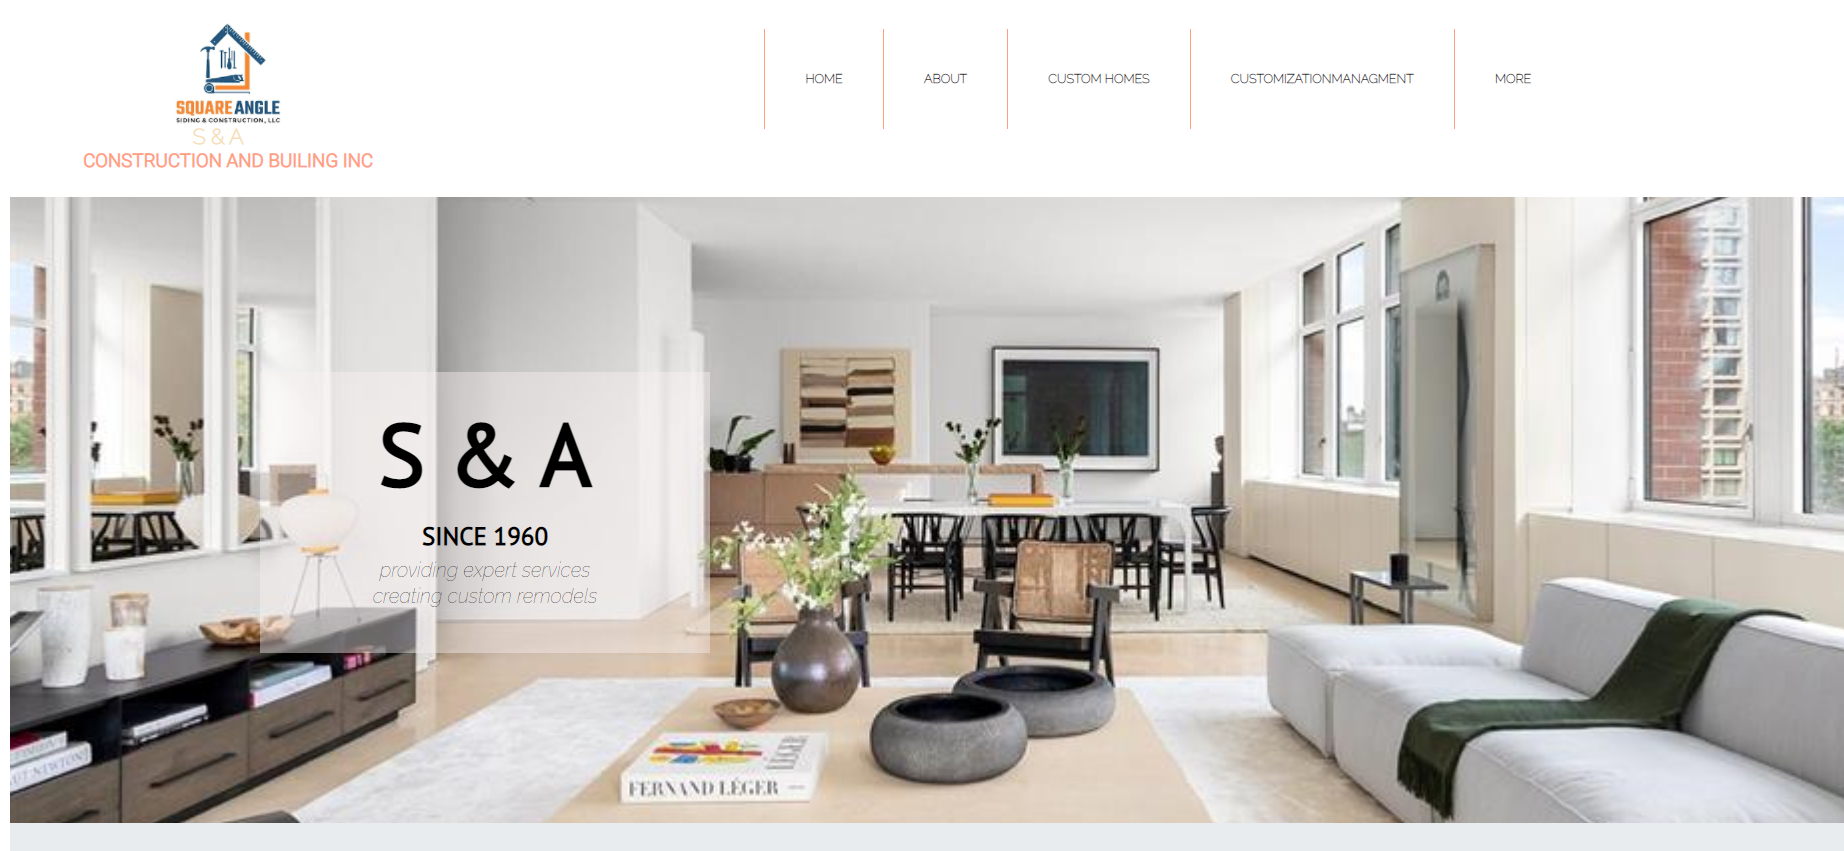 SQUARE ANGLE
SIDING & CONSTRUCTION, LLC
S & A
CONSTRUCTION AND BUILING INC
HOME
ABOUT
CUSTOM HOMES
CUSTOMIZATIONMANAGMENT
MORE
S & A
SINCE 1960
providing expert services
creating custom remodels
FERNAND LÉGER